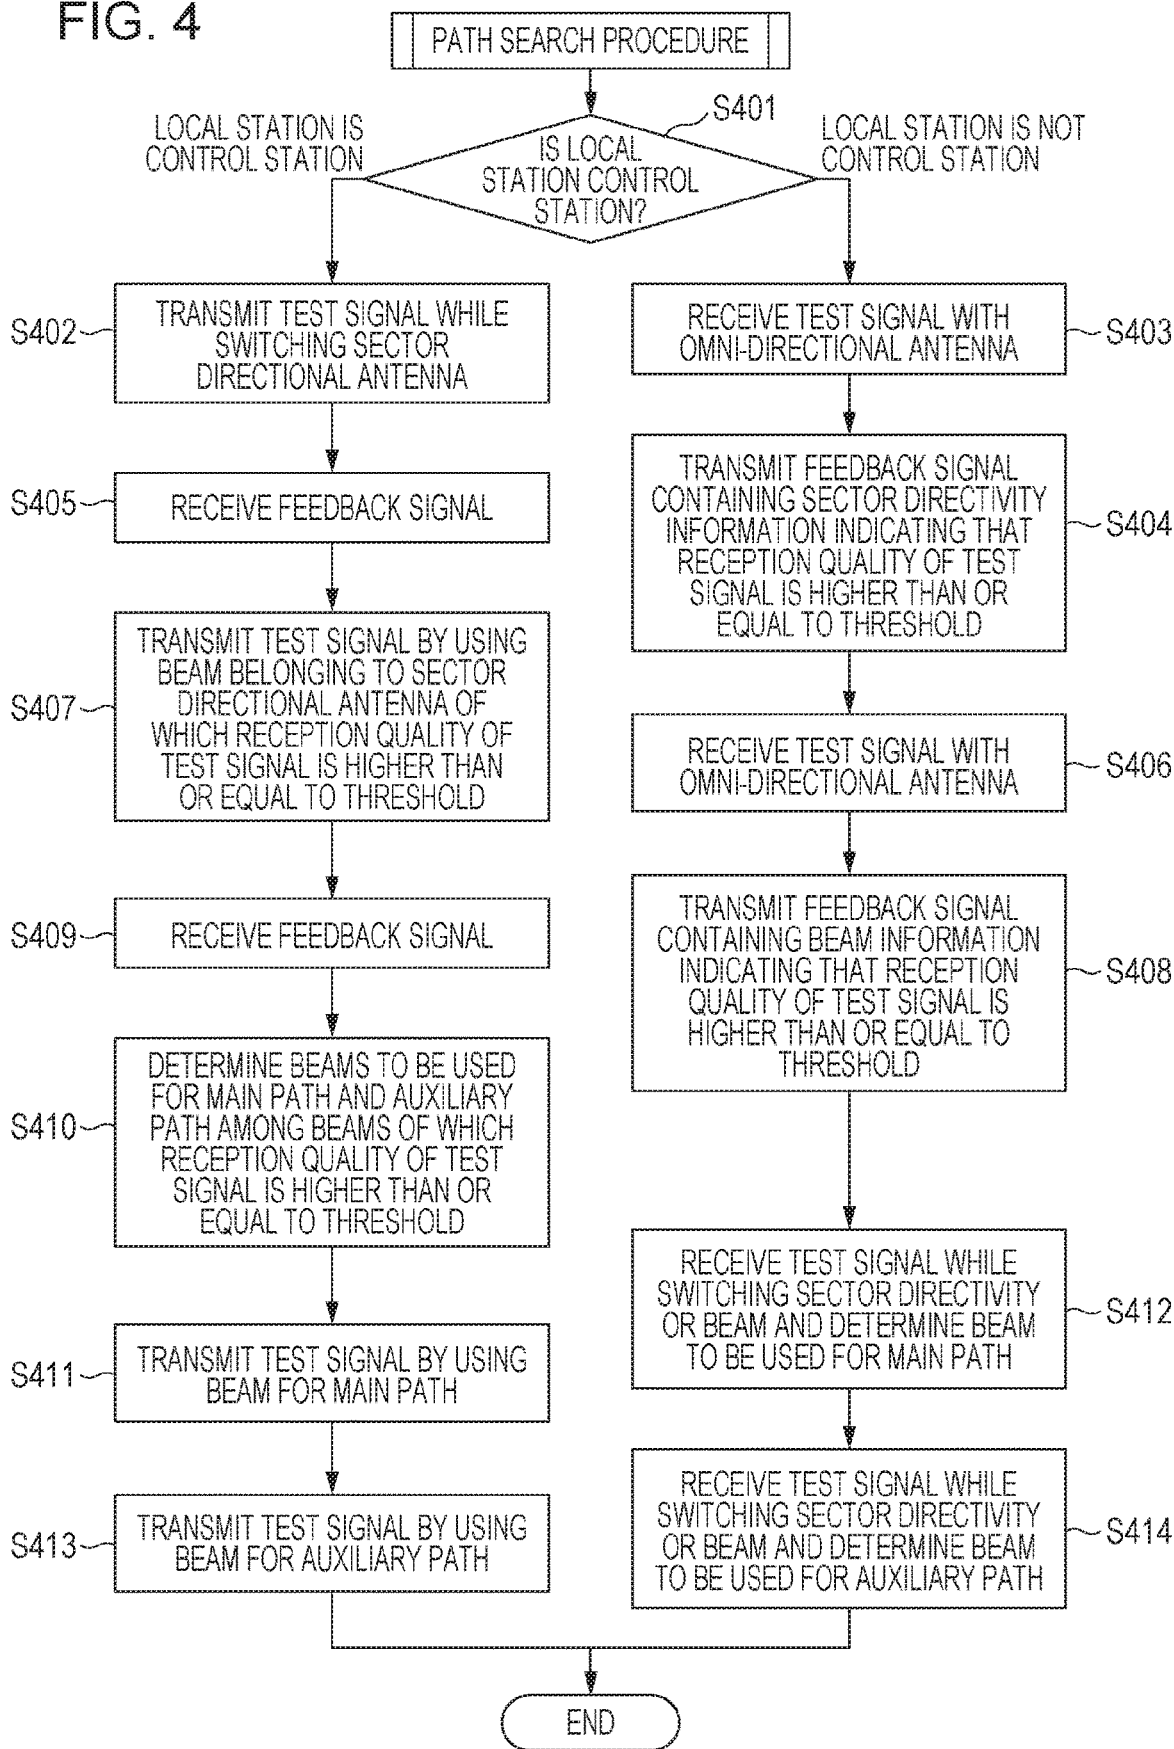 FIG. 4
PATH SEARCH PROCEDURE
S401
LOCAL STATION IS
CONTROL STATION
LOCAL STATION IS NOT
CONTROL STATION
IS LOCAL
STATION CONTROL
STATION?
S402
TRANSMIT TEST SIGNAL WHILE
SWITCHING SECTOR
DIRECTIONAL ANTENNA
RECEIVE TEST SIGNAL WITH
OMNI-DIRECTIONAL ANTENNA
S403
S405
RECEIVE FEEDBACK SIGNAL
TRANSMIT FEEDBACK SIGNAL
CONTAINING SECTOR DIRECTIVITY
INFORMATION INDICATING THAT
RECEPTION QUALITY OF TEST
SIGNAL IS HIGHER THAN OR
EQUAL TO THRESHOLD
S404
S407
TRANSMIT TEST SIGNAL BY USING
BEAM BELONGING TO SECTOR
DIRECTIONAL ANTENNA OF
WHICH RECEPTION QUALITY OF
TEST SIGNAL IS HIGHER THAN
OR EQUAL TO THRESHOLD
RECEIVE TEST SIGNAL WITH
OMNI-DIRECTIONAL ANTENNA
S406
S409
RECEIVE FEEDBACK SIGNAL
TRANSMIT FEEDBACK SIGNAL
CONTAINING BEAM INFORMATION
INDICATING THAT RECEPTION
QUALITY OF TEST SIGNAL IS
HIGHER THAN OR EQUAL TO
THRESHOLD
S408
S410
DETERMINE BEAMS TO BE USED
FOR MAIN PATH AND AUXILIARY
PATH AMONG BEAMS OF WHICH
RECEPTION QUALITY OF TEST
SIGNAL IS HIGHER THAN OR
EQUAL TO THRESHOLD
RECEIVE TEST SIGNAL WHILE
SWITCHING SECTOR DIRECTIVITY
OR BEAM AND DETERMINE BEAM
TO BE USED FOR MAIN PATH
S412
S411
TRANSMIT TEST SIGNAL BY USING
BEAM FOR MAIN PATH
RECEIVE TEST SIGNAL WHILE
SWITCHING SECTOR DIRECTIVITY
OR BEAM AND DETERMINE BEAM
TO BE USED FOR AUXILIARY PATH
S414
S413
TRANSMIT TEST SIGNAL BY USING
BEAM FOR AUXILIARY PATH
END